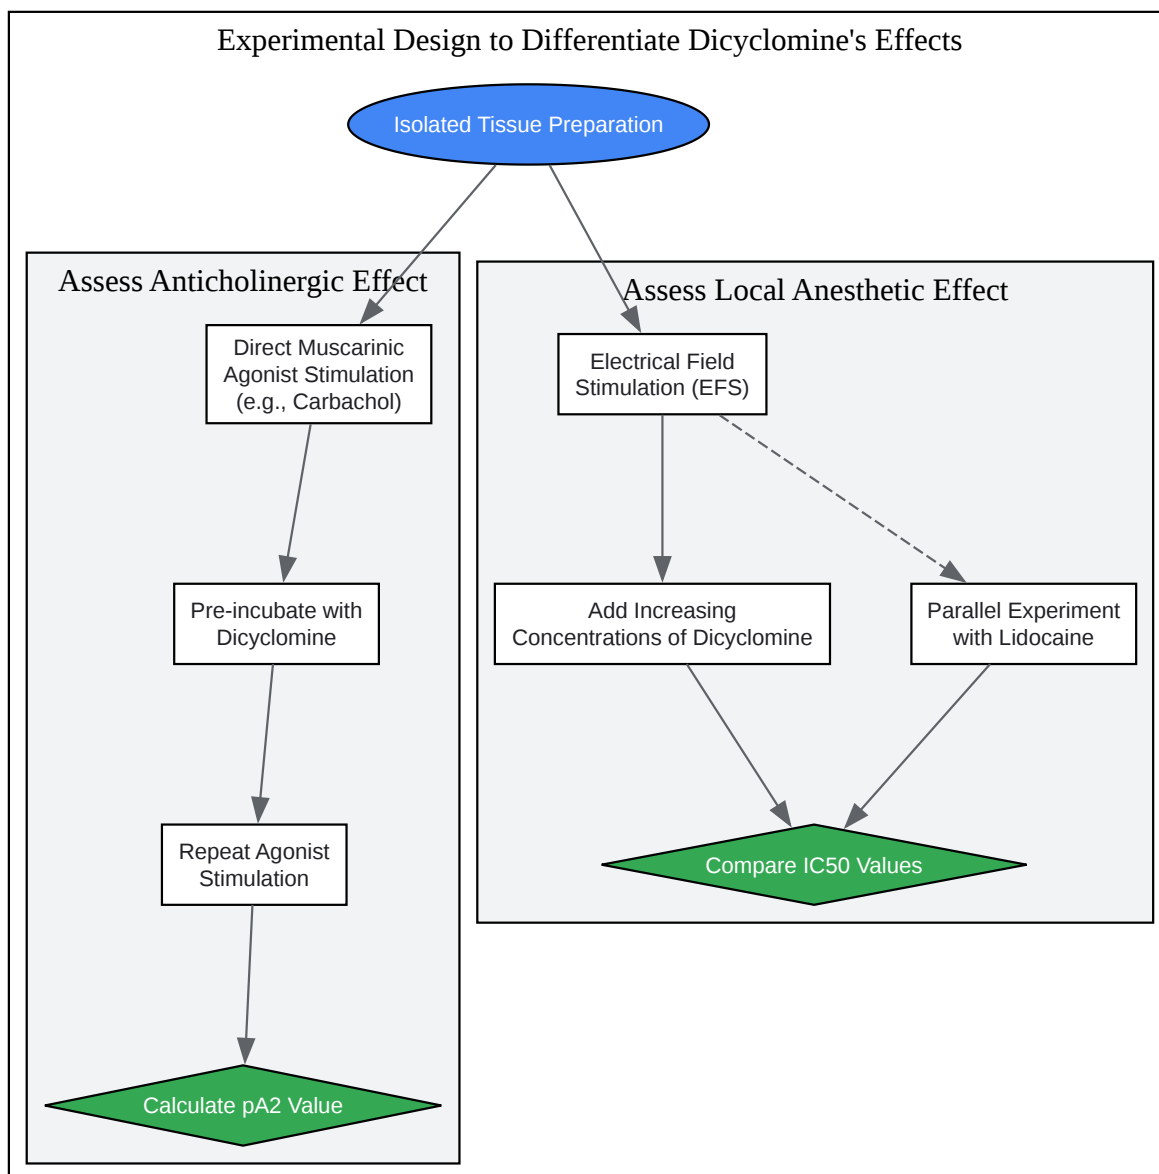 Experimental Design to Differentiate Dicyclomine's Effects
Isolated Tissue Preparation
Assess Anticholinergic Effect
Direct Muscarinic
Agonist Stimulation
(e.g., Carbachol)
Pre-incubate with
Dicyclomine
Repeat Agonist
Stimulation
Calculate pA2 Value
Assess Local Anesthetic Effect
Electrical Field
Stimulation (EFS)
Add Increasing
Concentrations of Dicyclomine
Parallel Experiment
with Lidocaine
Compare IC50 Values